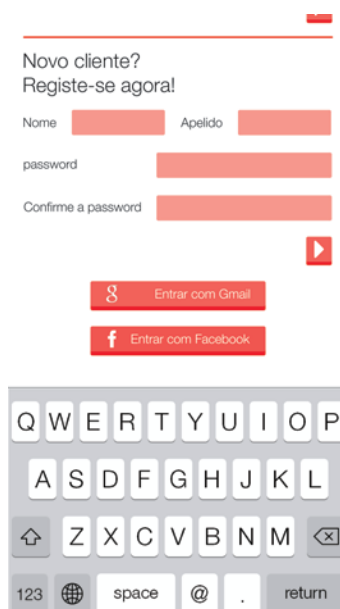 Novo cliente?
Registe-se agora!
Nome Apelido
password
Confirme a password
8 Entrar com Gmail
f Entrar com Facebook
Q W E R T Y U I O P
A S D F G H J K L
Z X C V B N M
123 space @ . return